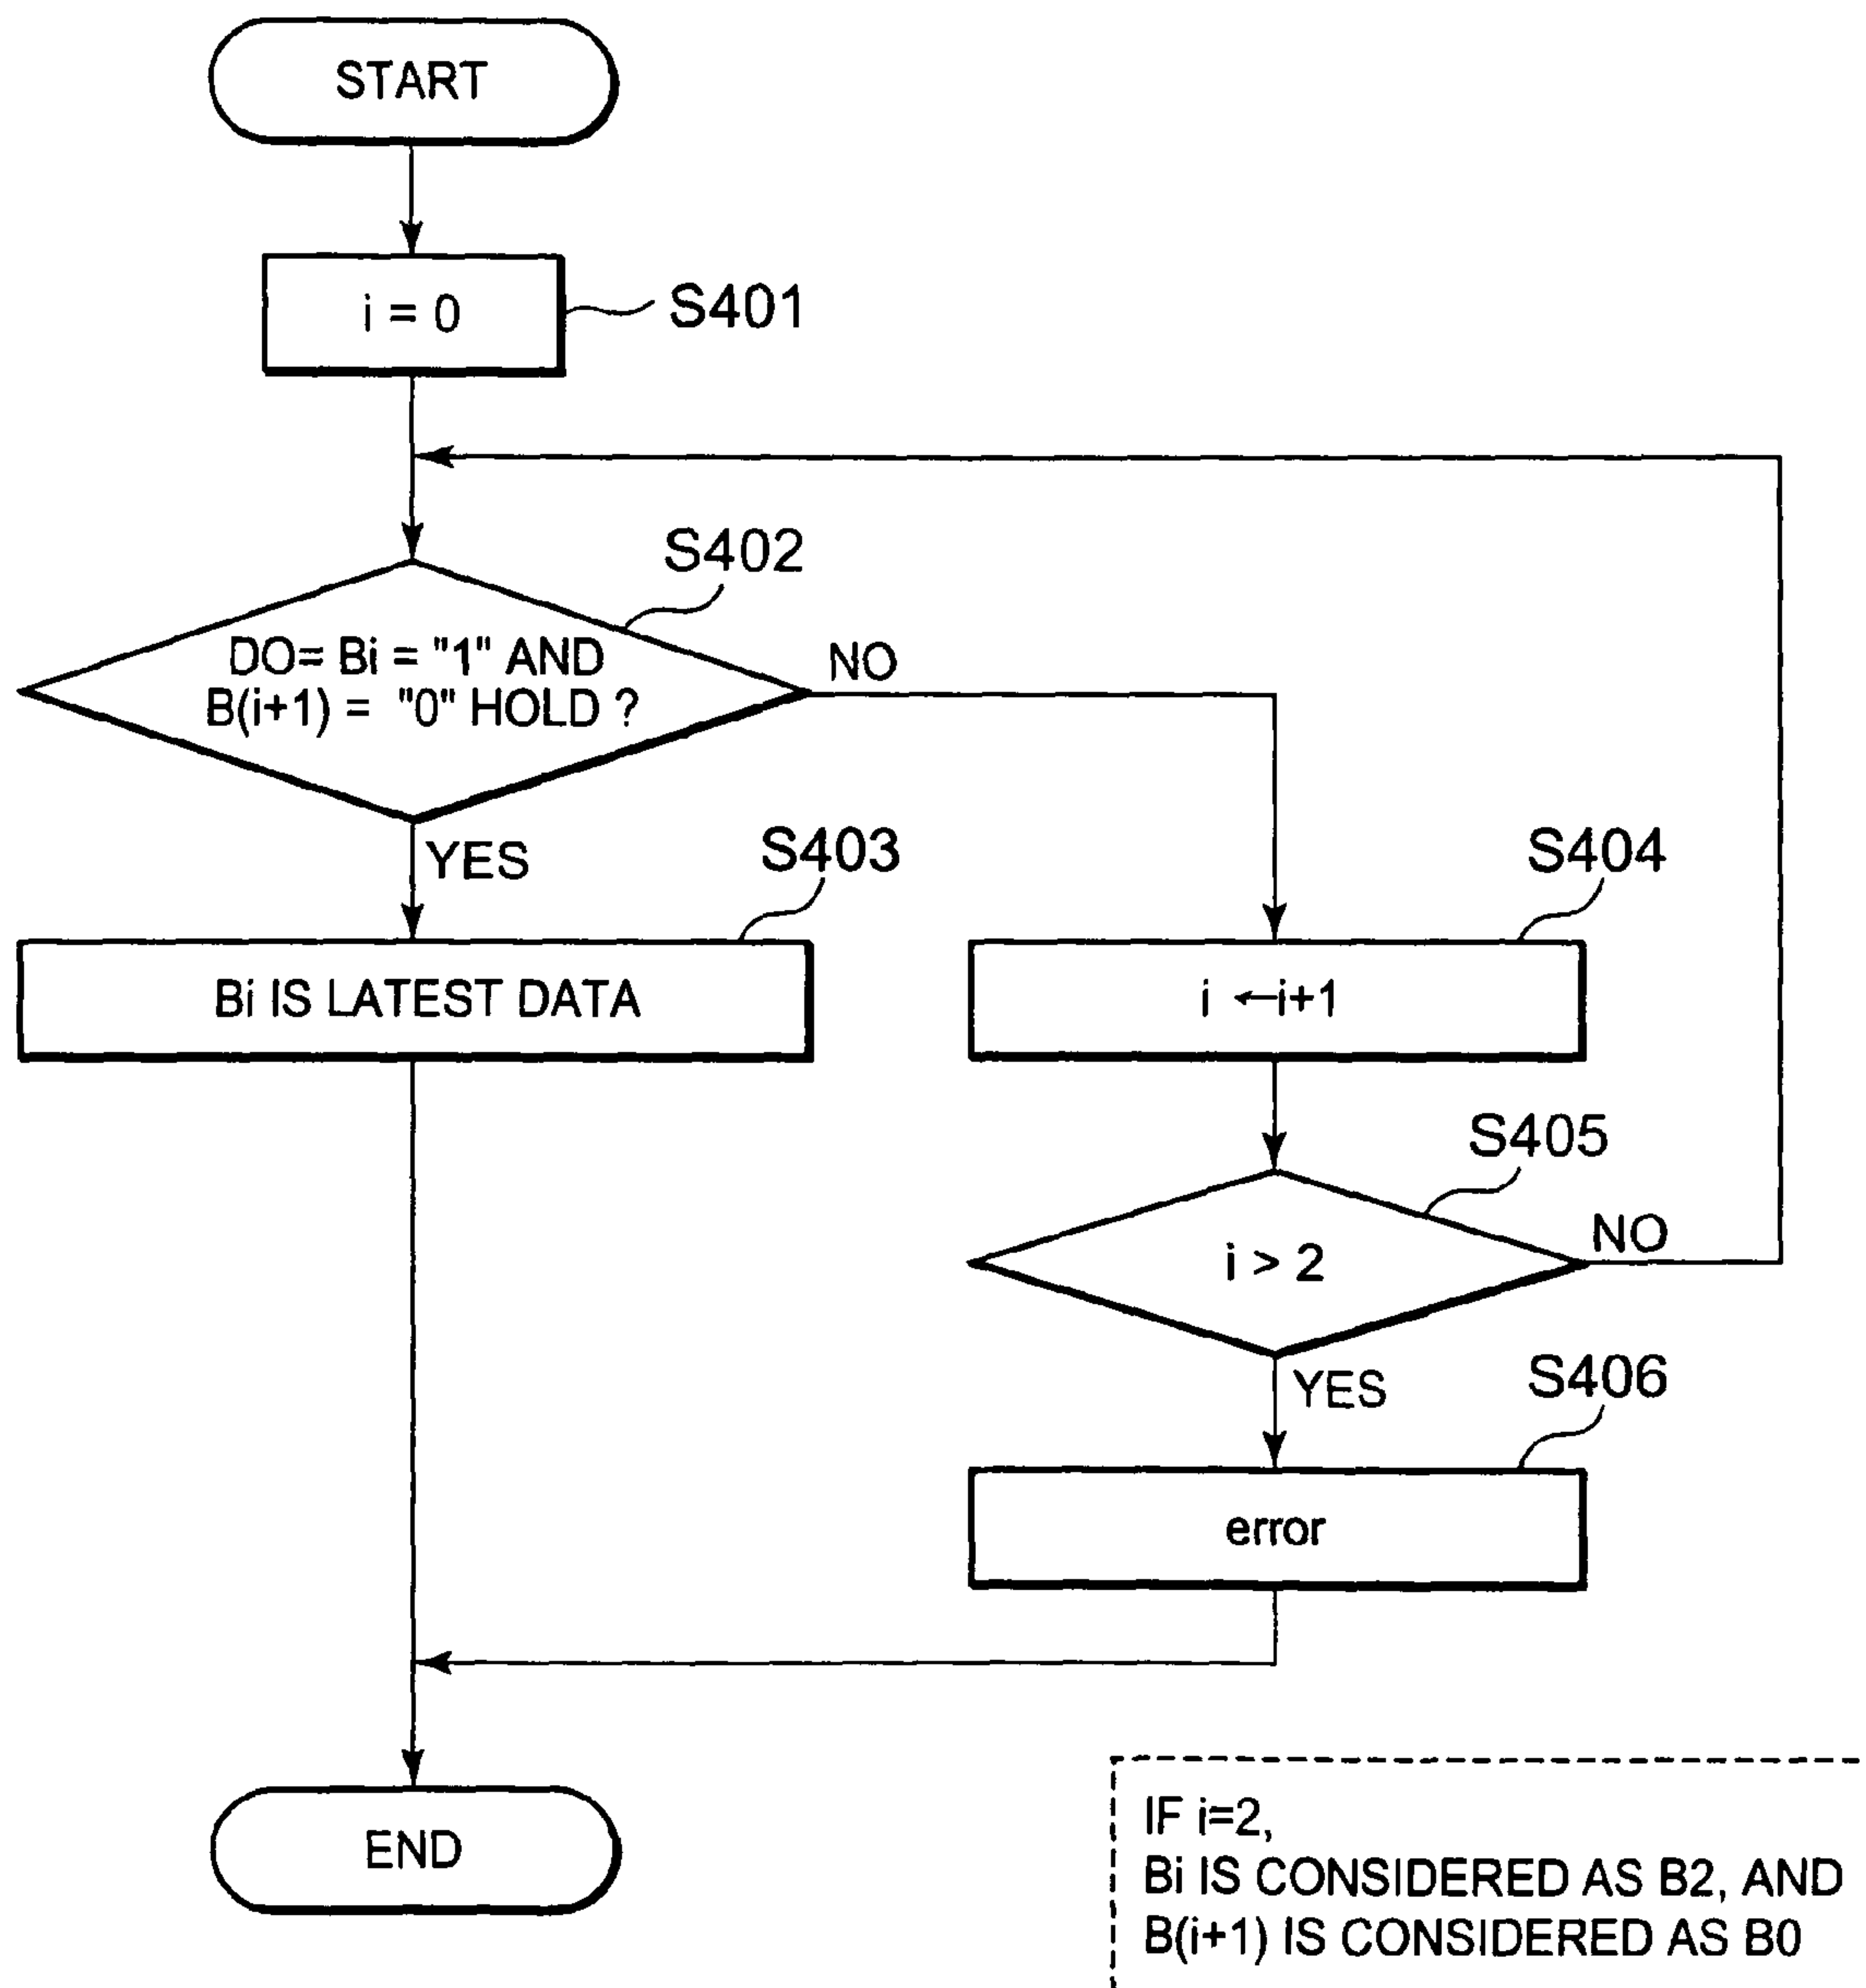 START
i = 0
S401
S402
DO= Bi = "1" AND
B(i+1) = "0" HOLD ?
NO
YES
S403
S404
Bi IS LATEST DATA
i ←i+1
S405
i > 2
NO
YES
S406
error
END
IF i=2,
Bi IS CONSIDERED AS B2, AND
B(i+1) IS CONSIDERED AS B0